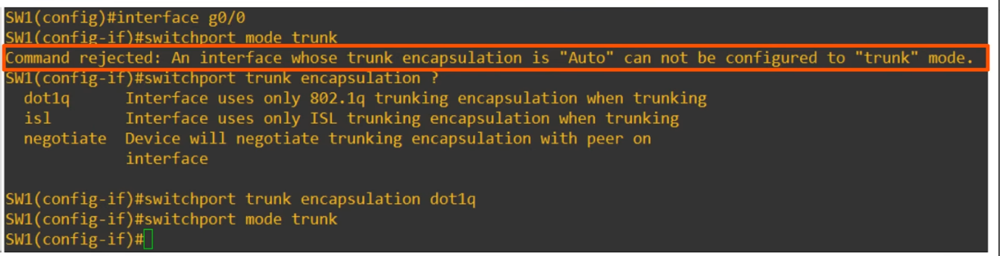 SW1(config)#interface g0/0
SW1(config-if)#switchport mode trunk
Command rejected: An interface whose trunk encapsulation is "Auto" can not be configured to "trunk" mode.
SW1(config-if)#switchport trunk encapsulation ?
  dot1q      Interface uses only 802.1q trunking encapsulation when trunking
  isl        Interface uses only ISL trunking encapsulation when trunking
  negotiate  Device will negotiate trunking encapsulation with peer on
             interface
SW1(config-if)#switchport trunk encapsulation dot1q
SW1(config-if)#switchport mode trunk
SW1(config-if)#